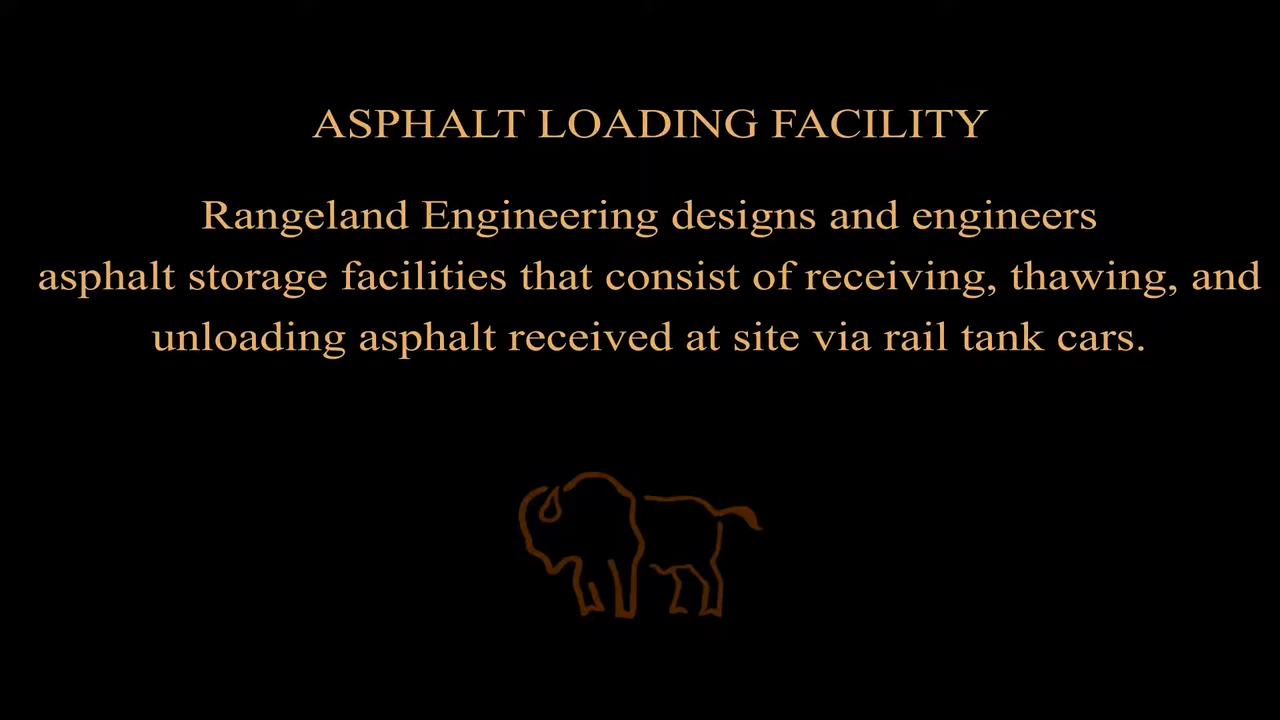 ASPHALT LOADING FACILITY
Rangeland Engineering designs and engineers
asphalt storage facilities that consist of receiving, thawing, and
unloading asphalt received at site via rail tank cars.